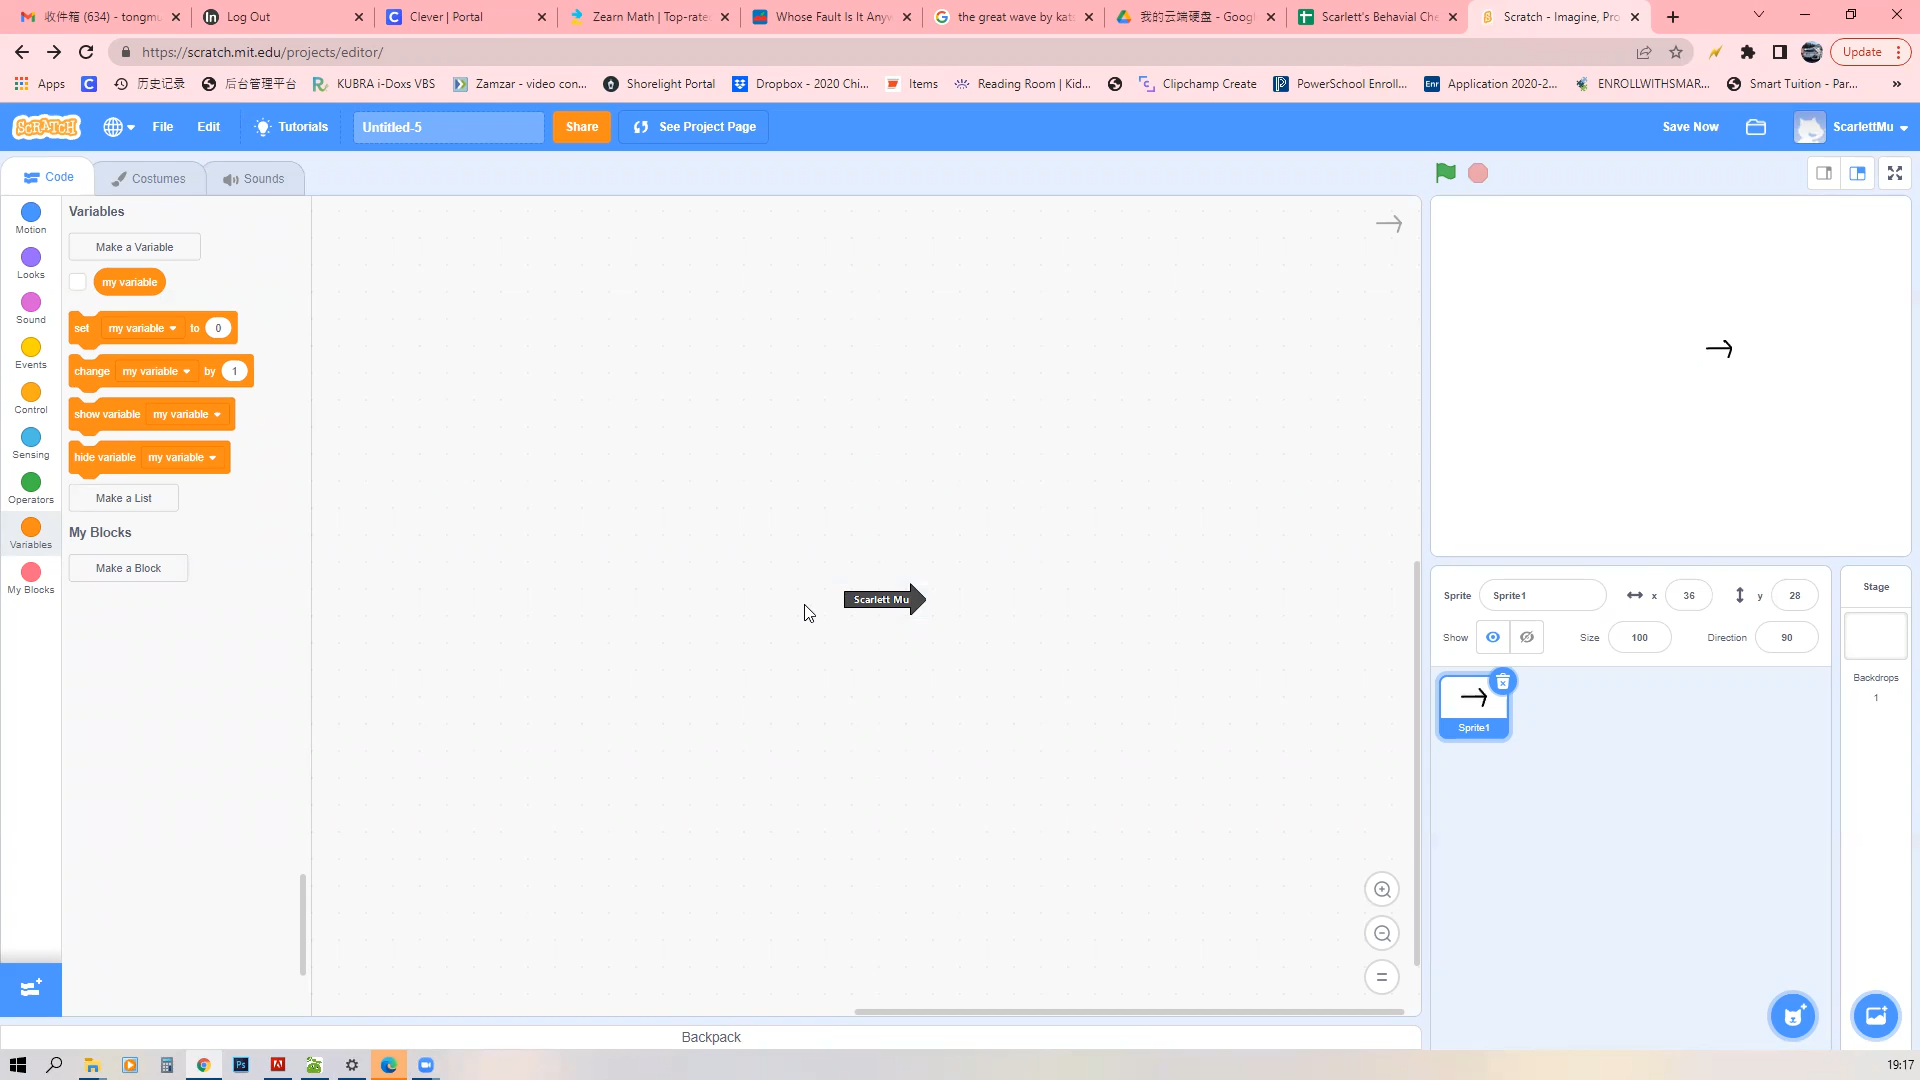 收件箱 (634) - tongmu
Log Out
Clever | Portal
Zearn Math | Top-rate
Whose Fault Is It Anyw
the great wave by kats
我的云端硬盘 - Googl
Scarlett's Behavial Che
Scratch - Imagine, Pro
https://scratch.mit.edu/projects/editor/
Update
Apps
历史记录
后台管理平台
KUBRA i-Doxs VBS
Zamzar - video con...
Shorelight Portal
Dropbox - 2020 Chi...
Items
Reading Room | Kid...
Clipchamp Create
PowerSchool Enroll...
Application 2020-2...
ENROLLWITHSMAR...
Smart Tuition - Par...
SCRATCH
File
Edit
Tutorials
Untitled-5
Share
See Project Page
Save Now
ScarlettMu
Code
Costumes
Sounds
Motion
Looks
Sound
Events
Control
Sensing
Operators
Variables
My Blocks
Variables
Make a Variable
my variable
set my variable to 0
change my variable by 1
show variable my variable
hide variable my variable
Make a List
My Blocks
Make a Block
Scarlett Mu
Sprite Sprite1 x 36 y 28
Show Size 100 Direction 90
Sprite1
Stage
Backdrops
1
Backpack
19:17